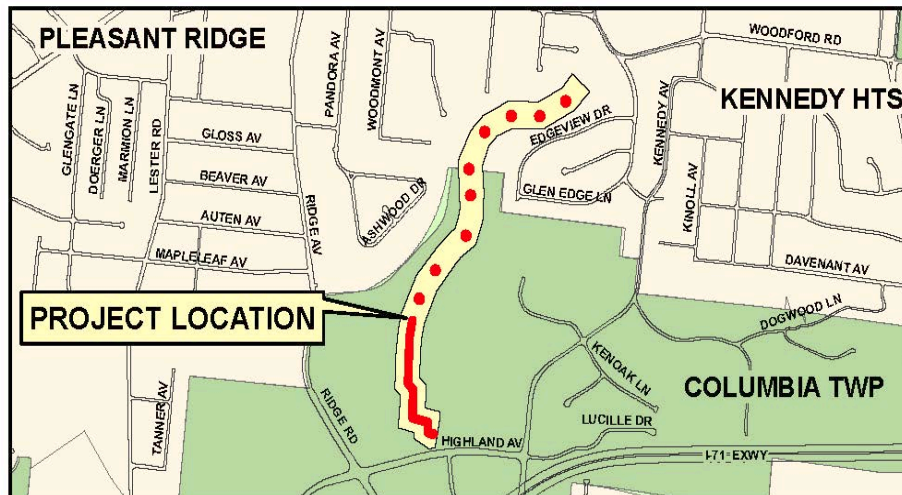 PLEASANT RIDGE
PANDORA AV
WOODMONT AV
WOODFORD RD
KENNEDY HTS
GLENGATE LN
DOERGER LN
MARMON LN
LESTER RD
GLOSS AV
EDGEVIEW DR
KENNEDY AV
BEAVER AV
RIDGE AV
ASHWOOD DR
GLEN EDGE LN
KINOLL AV
AUTEN AV
MAPLELEAF AV
DAVENANT AV
PROJECT LOCATION
DOGWOOD LN
KENOAK LN
COLUMBIA TWP
TANNER AV
RIDGE RD
LUCILLE DR
HIGHLAND AV
I-71 EXWY